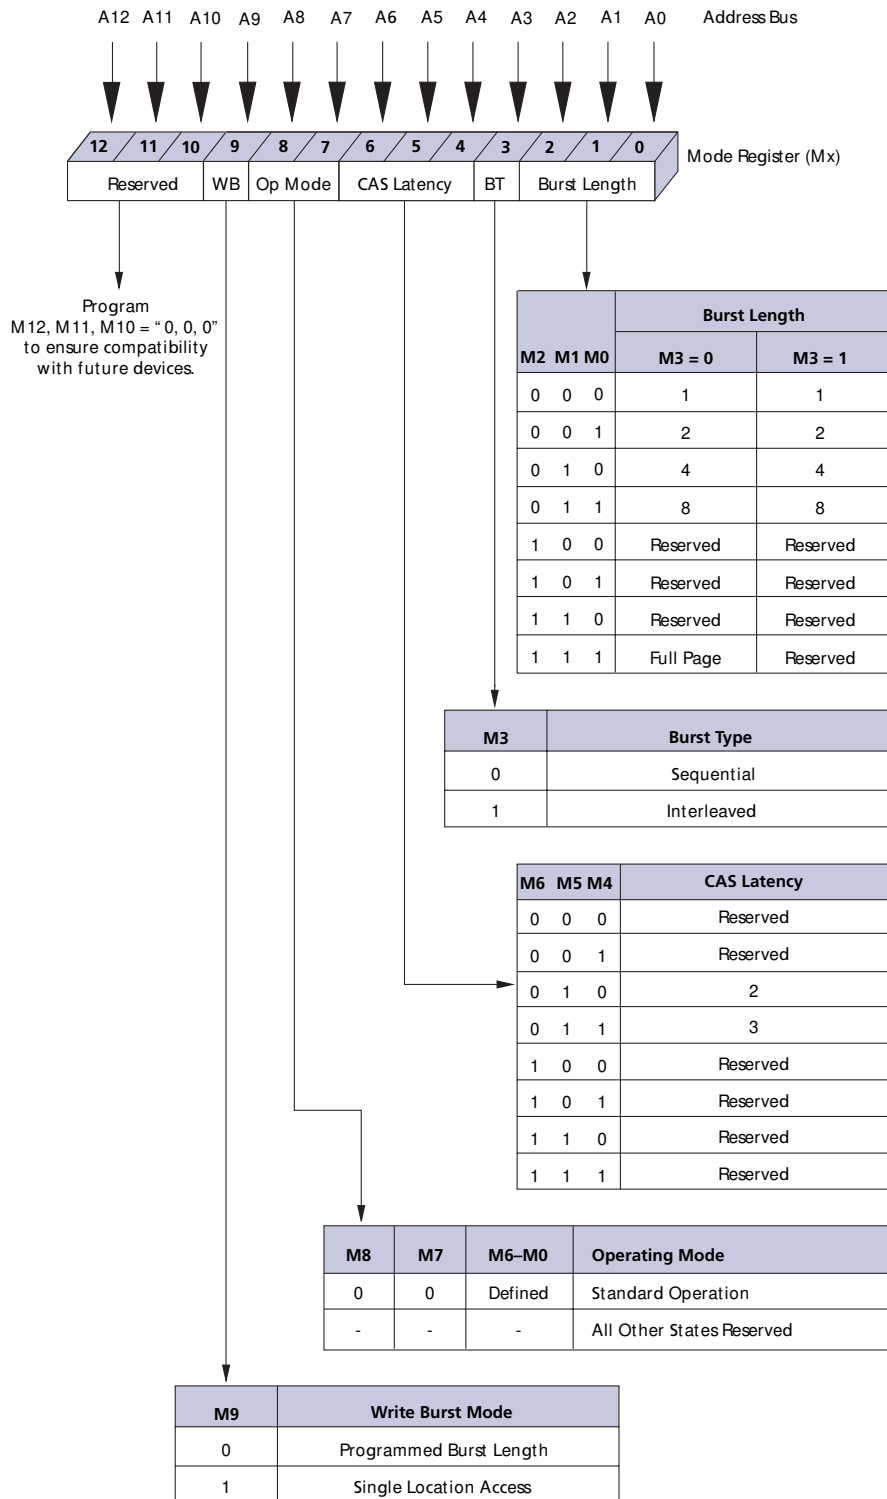 A12 A11 A10 A9 A8 A7 A6 A5 A4 A3 A2 A1 A0 Address Bus
12 11 10 9 8 7 6 5 4 3 2 1 0
Mode Register (Mx)
Reserved WB Op Mode CAS Latency BT Burst Length
Program
M12, M11, M10 = “0, 0, 0”
to ensure compatibility
with future devices.
Burst Length
M2 M1 M0 M3 = 0 M3 = 1
0 0 0 1 1
0 0 1 2 2
0 1 0 4 4
0 1 1 8 8
1 0 0 Reserved Reserved
1 0 1 Reserved Reserved
1 1 0 Reserved Reserved
1 1 1 Full Page Reserved
M3 Burst Type
0 Sequential
1 Interleaved
M6 M5 M4 CAS Latency
0 0 0 Reserved
0 0 1 Reserved
0 1 0 2
0 1 1 3
1 0 0 Reserved
1 0 1 Reserved
1 1 0 Reserved
1 1 1 Reserved
M8 M7 M6–M0 Operating Mode
0 0 Defined Standard Operation
- - - All Other States Reserved
M9 Write Burst Mode
0 Programmed Burst Length
1 Single Location Access